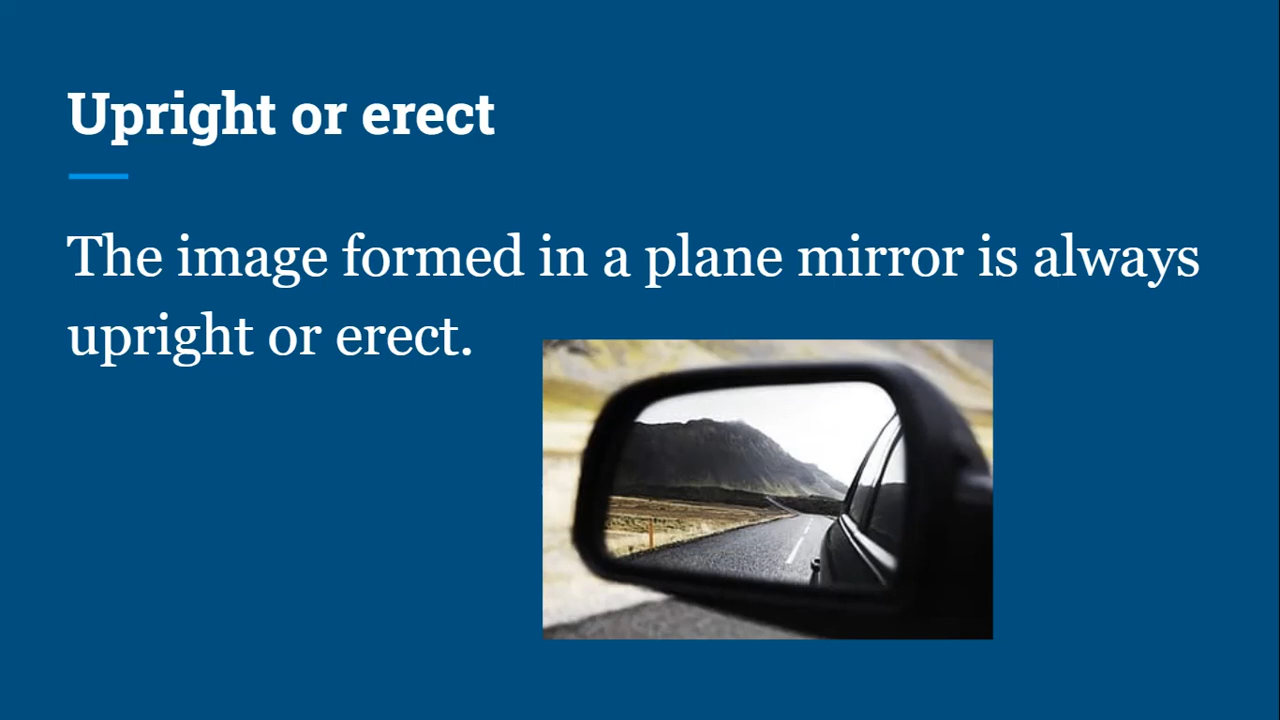 Upright or erect
The image formed in a plane mirror is always
upright or erect.